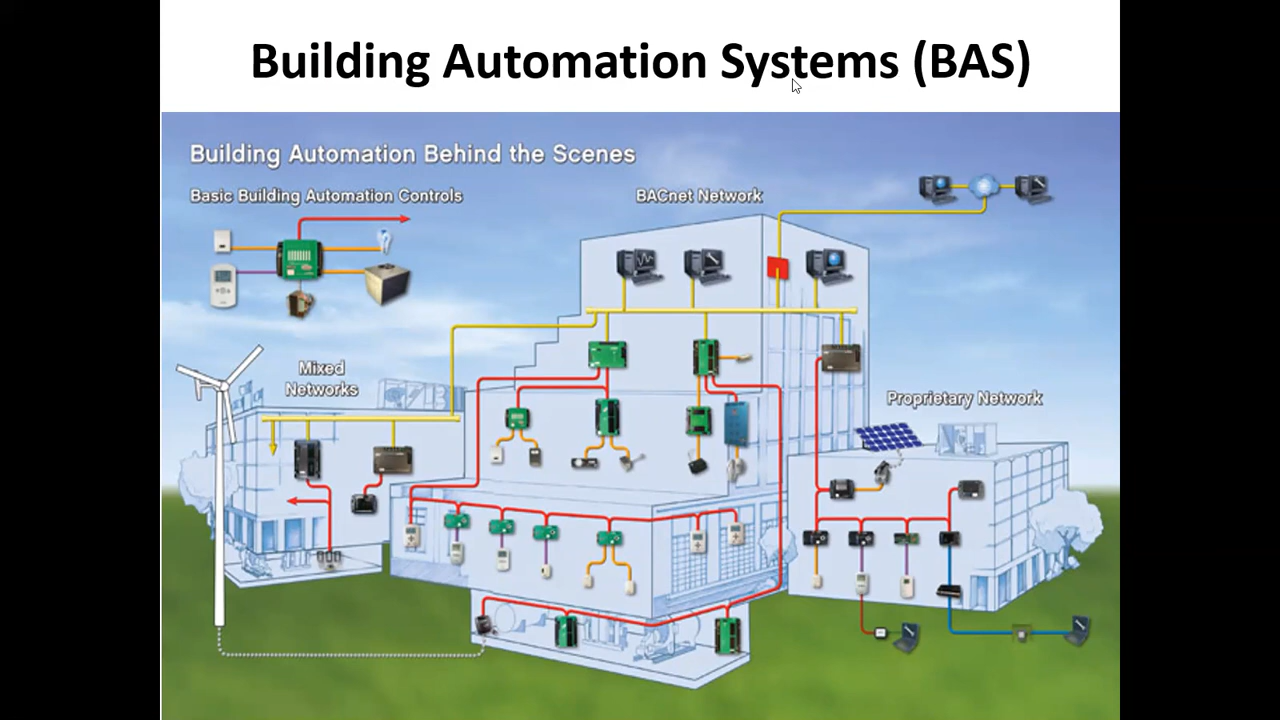 Building Automation Systems (BAS)
Building Automation Behind the Scenes
Basic Building Automation Controls
BACnet Network
Mixed
Networks
Proprietary Network